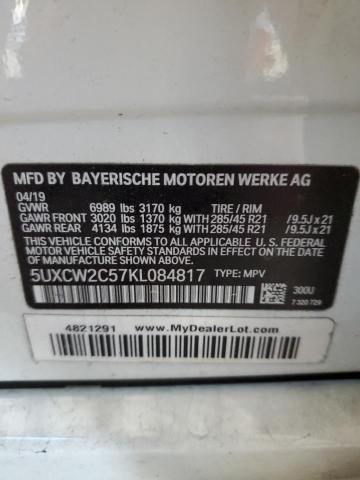 MFD BY BAYERISCHE MOTOREN WERKE AG
04/19
GVWR 6989 lbs 3170 kg TIRE / RIM
GAWR FRONT 3020 lbs 1370 kg WITH 285/45 R21 /9.5J x 21
GAWR REAR 4134 lbs 1875 kg WITH 285/45 R21 /9.5J x 21
THIS VEHICLE CONFORMS TO ALL APPLICABLE U.S. FEDERAL MOTOR
VEHICLE SAFETY STANDARDS IN EFFECT ON THE DATE OF
MANUFACTURE SHOWN ABOVE.
5UXCW2C57KL084817 TYPE: MPV
300U
7 320 729
4821291 www.MyDealerLot.com